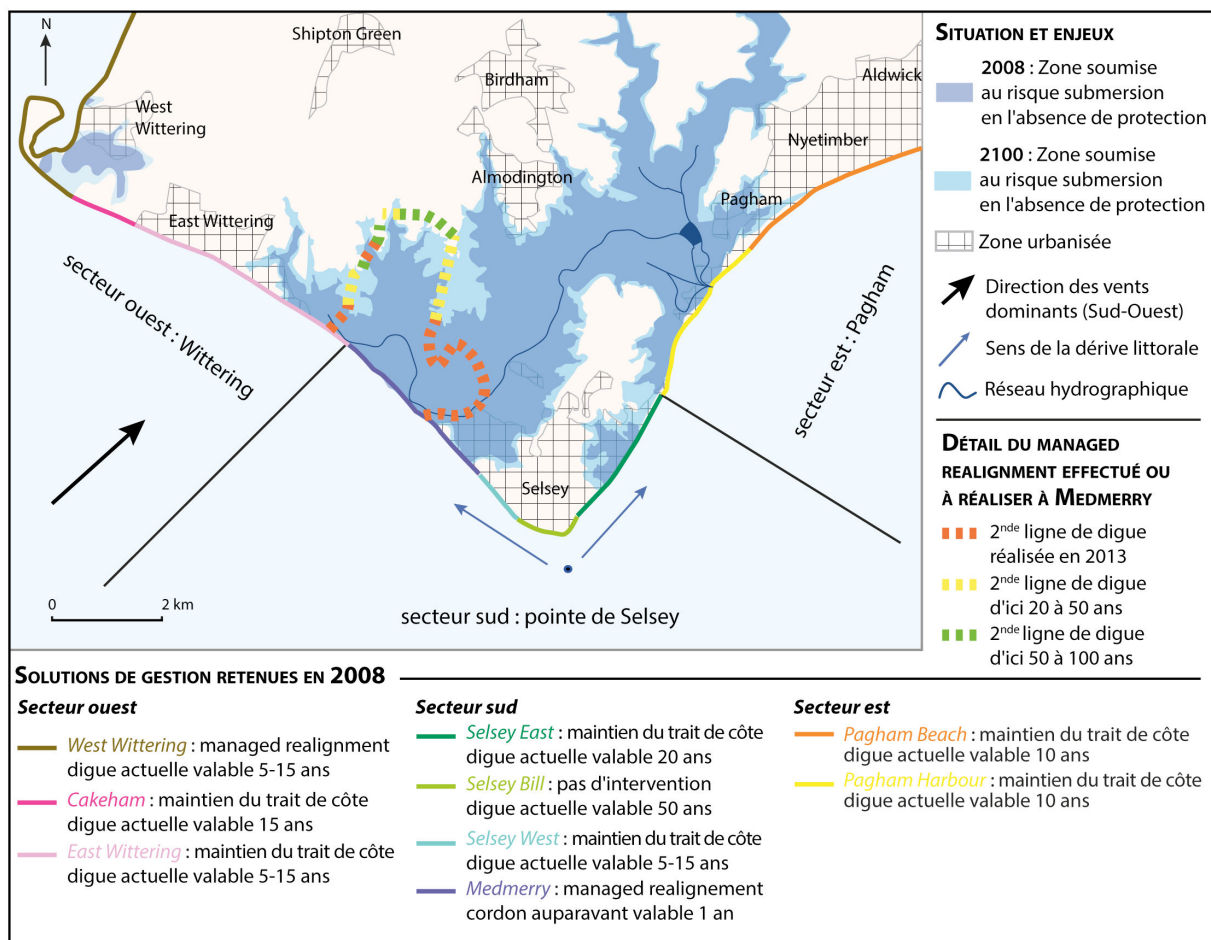 N
Shipton Green
Birdham
Aldwick
West
Wittering
Nyetimber
Almodington
Pagham
East Wittering
secteur ouest : Wittering
secteur est : Pagham
Selsey
0 2 km
secteur sud : pointe de Selsey
SITUATION ET ENJEUX
2008 : Zone soumise
au risque submersion
en l'absence de protection
2100 : Zone soumise
au risque submersion
en l'absence de protection
Zone urbanisée
Direction des vents
dominants (Sud-Ouest)
Sens de la dérive littorale
Réseau hydrographique
DÉTAIL DU MANAGED
REALIGNMENT EFFECTUÉ OU
À RÉALISER À MEDMERRY
2nde ligne de digue
réalisée en 2013
2nde ligne de digue
d'ici 20 à 50 ans
2nde ligne de digue
d'ici 50 à 100 ans
SOLUTIONS DE GESTION RETENUES EN 2008
Secteur ouest
West Wittering : managed realignment
digue actuelle valable 5-15 ans
Cakeham : maintien du trait de côte
digue actuelle valable 15 ans
East Wittering : maintien du trait de côte
digue actuelle valable 5-15 ans
Secteur sud
Selsey East : maintien du trait de côte
digue actuelle valable 20 ans
Selsey Bill : pas d'intervention
digue actuelle valable 50 ans
Selsey West : maintien du trait de côte
digue actuelle valable 5-15 ans
Medmerry : managed realignement
cordon auparavant valable 1 an
Secteur est
Pagham Beach : maintien du trait de côte
digue actuelle valable 10 ans
Pagham Harbour : maintien du trait de côte
digue actuelle valable 10 ans